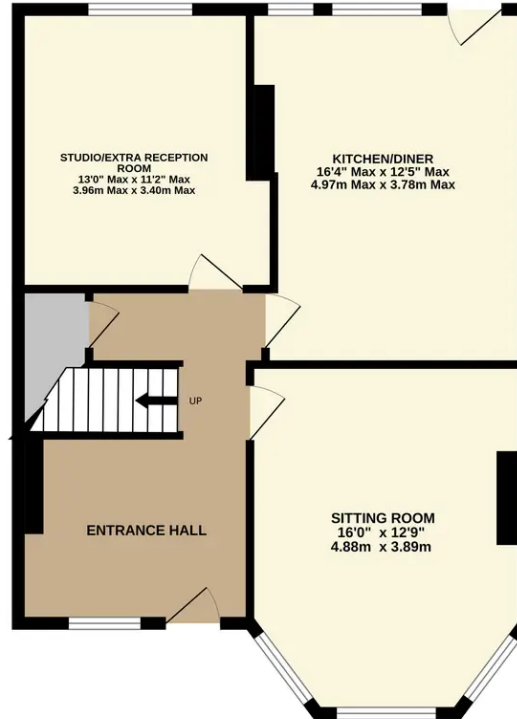 STUDIO/EXTRA RECEPTION
ROOM
13'0" Max x 11'2" Max
3.96m Max x 3.40m Max
KITCHEN/DINER
16'4" Max x 12'5" Max
4.97m Max x 3.78m Max
UP
ENTRANCE HALL
SITTING ROOM
16'0" x 12'9"
4.88m x 3.89m